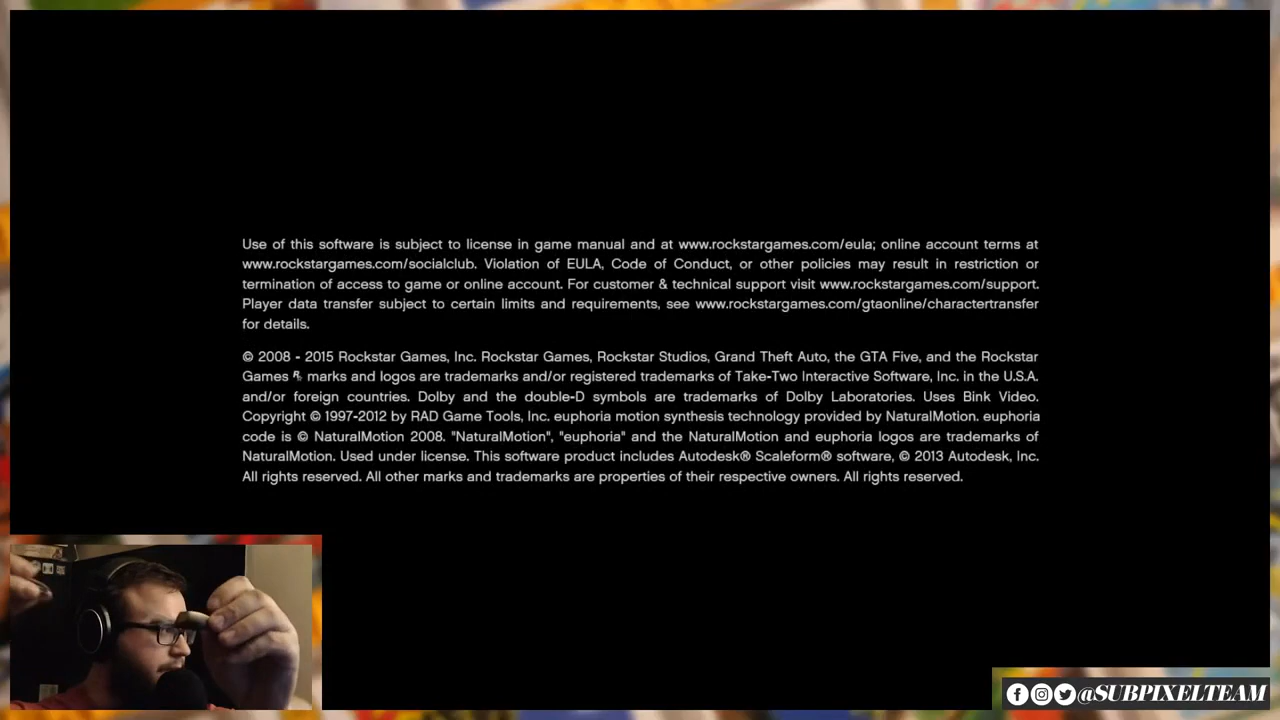 Use of this software is subject to license in game manual and at www.rockstargames.com/eula; online account terms at
www.rockstargames.com/socialclub. Violation of EULA, Code of Conduct, or other policies may result in restriction or
termination of access to game or online account. For customer & technical support visit www.rockstargames.com/support.
Player data transfer subject to certain limits and requirements, see www.rockstargames.com/gtaonline/charactertransfer
for details.
© 2008 - 2015 Rockstar Games, Inc. Rockstar Games, Rockstar Studios, Grand Theft Auto, the GTA Five, and the Rockstar
Games R* marks and logos are trademarks and/or registered trademarks of Take-Two Interactive Software, Inc. in the U.S.A.
and/or foreign countries. Dolby and the double-D symbols are trademarks of Dolby Laboratories. Uses Bink Video.
Copyright © 1997-2012 by RAD Game Tools, Inc. euphoria motion synthesis technology provided by NaturalMotion. euphoria
code is © NaturalMotion 2008. "NaturalMotion", "euphoria" and the NaturalMotion and euphoria logos are trademarks of
NaturalMotion. Used under license. This software product includes Autodesk® Scaleform® software, © 2013 Autodesk, Inc.
All rights reserved. All other marks and trademarks are properties of their respective owners. All rights reserved.
@SUBPIXELTEAM